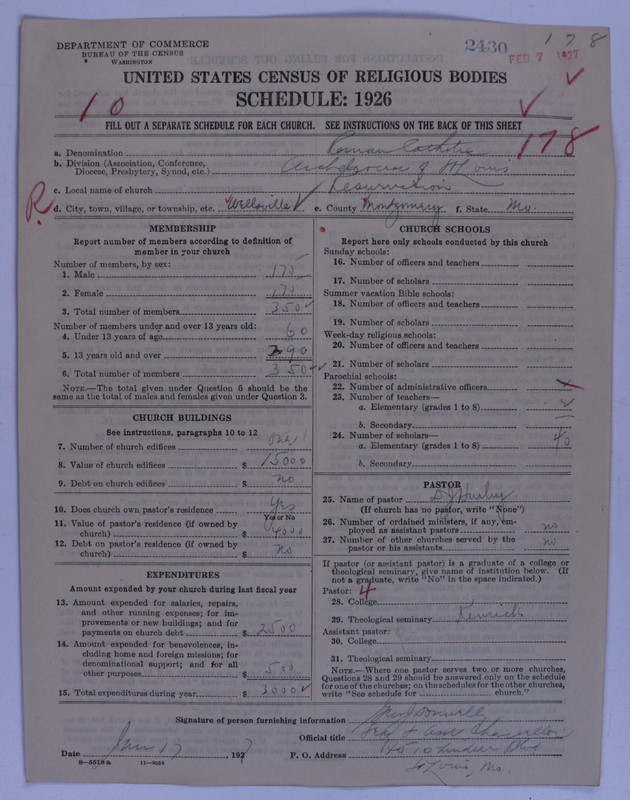 DEPARTMENT OF COMMERCE
BUREAU OF THE CENSUS
WASHINGTON
2430
FEB 7 1927
178
UNITED STATES CENSUS OF RELIGIOUS BODIES
SCHEDULE: 1926
10
FILL OUT A SEPARATE SCHEDULE FOR EACH CHURCH. SEE INSTRUCTIONS ON THE BACK OF THIS SHEET
178
a. Denomination Roman Catholic
b. Division (Association, Conference,
Diocese, Presbytery, Synod, etc.) Archdiocese of St Louis
c. Local name of church Resurrection
R
d. City, town, village, or township, etc. Wellsville e. County Montgomery f. State Mo.
MEMBERSHIP
Report number of members according to definition of
member in your church
Number of members, by sex:
1. Male 175
2. Female 175
3. Total number of members 350
Number of members under and over 13 years old:
4. Under 13 years of age 60
5. 13 years old and over 290
6. Total number of members 350
NOTE.—The total given under Question 6 should be
the same as the total of males and females given under Question 3.
CHURCH BUILDINGS
See instructions, paragraphs 10 to 12
7. Number of church edifices one 1
8. Value of church edifices $ 15000
9. Debt on church edifices $ no
10. Does church own pastor's residence Yes
Yes or No
11. Value of pastor's residence (if owned by
church) $ 4000
12. Debt on pastor's residence (if owned by
church) $ no
EXPENDITURES
Amount expended by your church during last fiscal year
13. Amount expended for salaries, repairs,
and other running expenses; for im-
provements or new buildings; and for
payments on church debt $ 2500
14. Amount expended for benevolences, in-
cluding home and foreign missions; for
denominational support; and for all
other purposes $ 500
15. Total expenditures during year $ 3000
CHURCH SCHOOLS
Report here only schools conducted by this church
Sunday schools:
16. Number of officers and teachers
17. Number of scholars
Summer vacation Bible schools:
18. Number of officers and teachers
19. Number of scholars
Week-day religious schools:
20. Number of officers and teachers
21. Number of scholars
Parochial schools:
22. Number of administrative officers
23. Number of teachers—
a. Elementary (grades 1 to 8) 2
b. Secondary
24. Number of scholars—
a. Elementary (grades 1 to 8) 40
b. Secondary
PASTOR
25. Name of pastor
(If church has no pastor, write "None")
26. Number of ordained ministers, if any, em-
ployed as assistant pastors no
27. Number of other churches served by the
pastor or his assistants no
If pastor (or assistant pastor) is a graduate of a college or
theological seminary, give name of institution below. (If
not a graduate, write "No" in the space indicated.)
Pastor: 4
28. College
29. Theological seminary Kenrick
Assistant pastor:
30. College
31. Theological seminary
NOTE.—Where one pastor serves two or more churches,
Questions 28 and 29 should be answered only on the schedule
for one of the churches; on the schedules for the other churches,
write "See schedule for church."
Signature of person furnishing information
Official title Chancellor
Date Jan 17, 1927 P. O. Address Lindell Blvd
8-5518a 11-9554 St Louis, Mo.